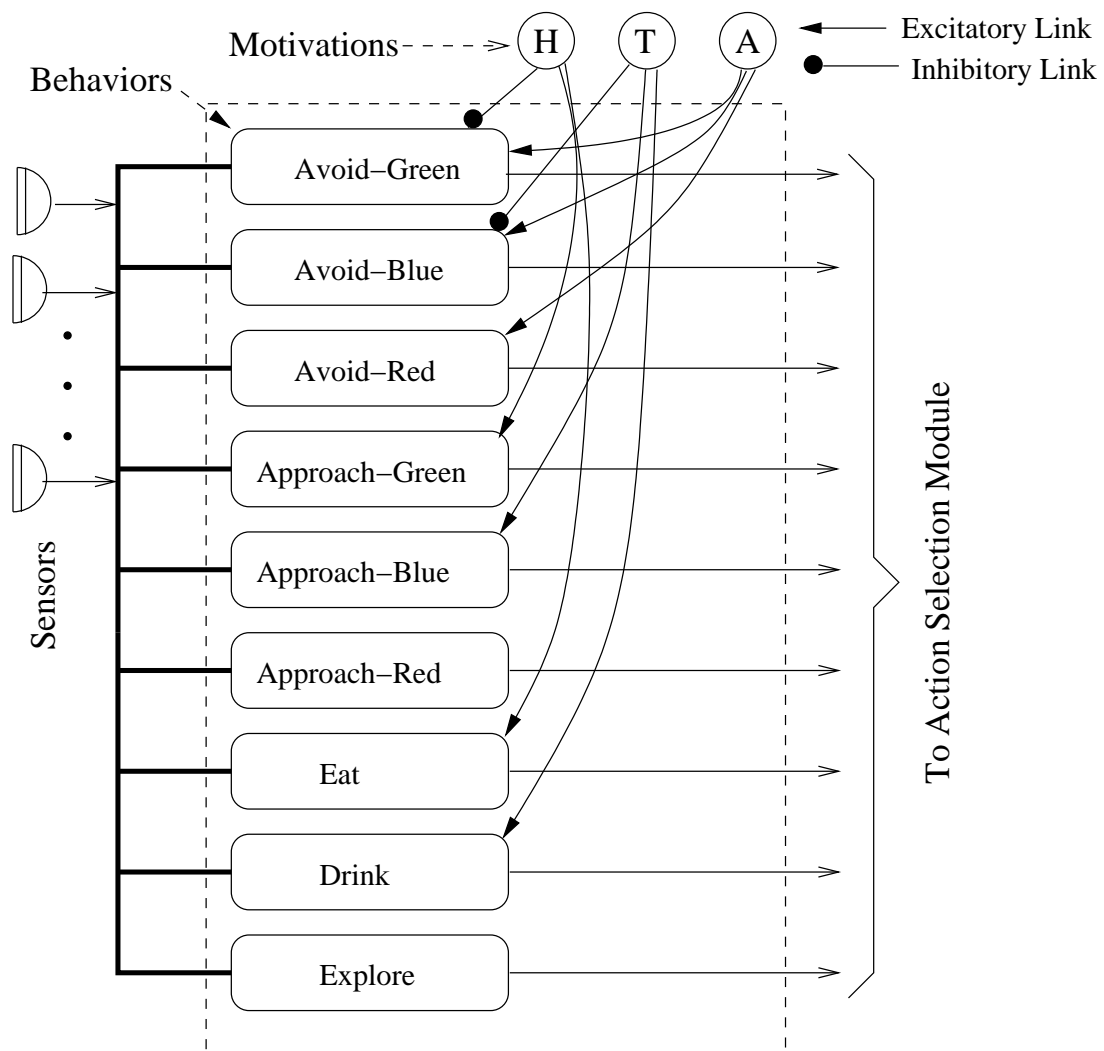 Motivations
H
T
A
Excitatory Link
Inhibitory Link
Behaviors
Avoid−Green
Avoid−Blue
Avoid−Red
Approach−Green
Approach−Blue
Approach−Red
Eat
Drink
Explore
Sensors
To Action Selection Module